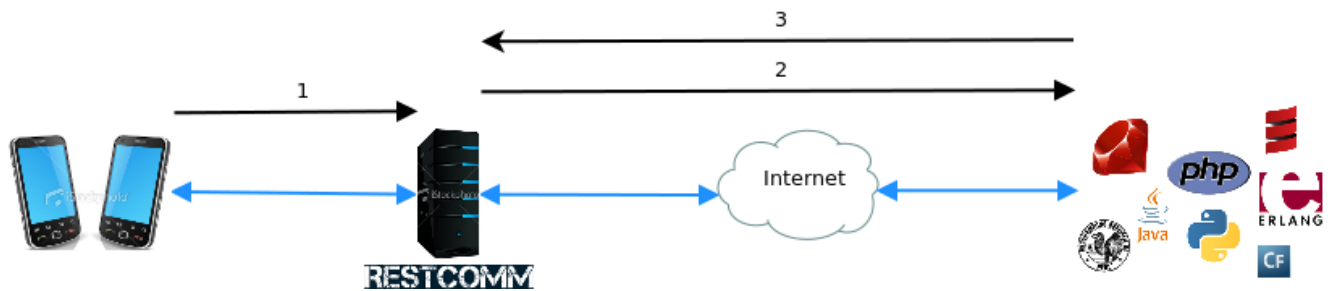 3
2
1
Internet
php
Java
ERLANG
CF
RESTCOMM